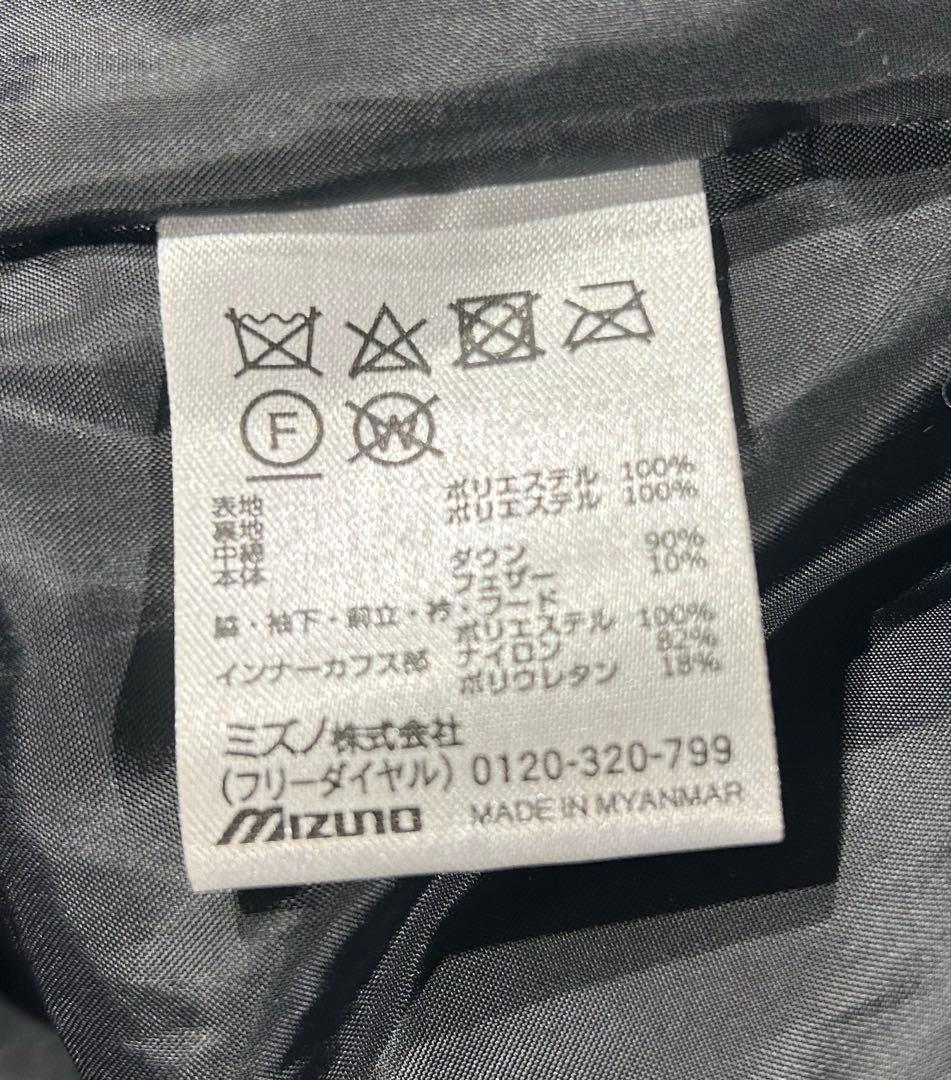 F
W
表地 ポリエステル 100%
裏地 ポリエステル 100%
中綿
本体 ダウン 90%
フェザー 10%
脇・袖下・前立・衿・フード
ポリエステル 100%
インナーカフス部 ナイロン 82%
ポリウレタン 18%
ミズノ株式会社
(フリーダイヤル) 0120-320-799
MIZUNO MADE IN MYANMAR